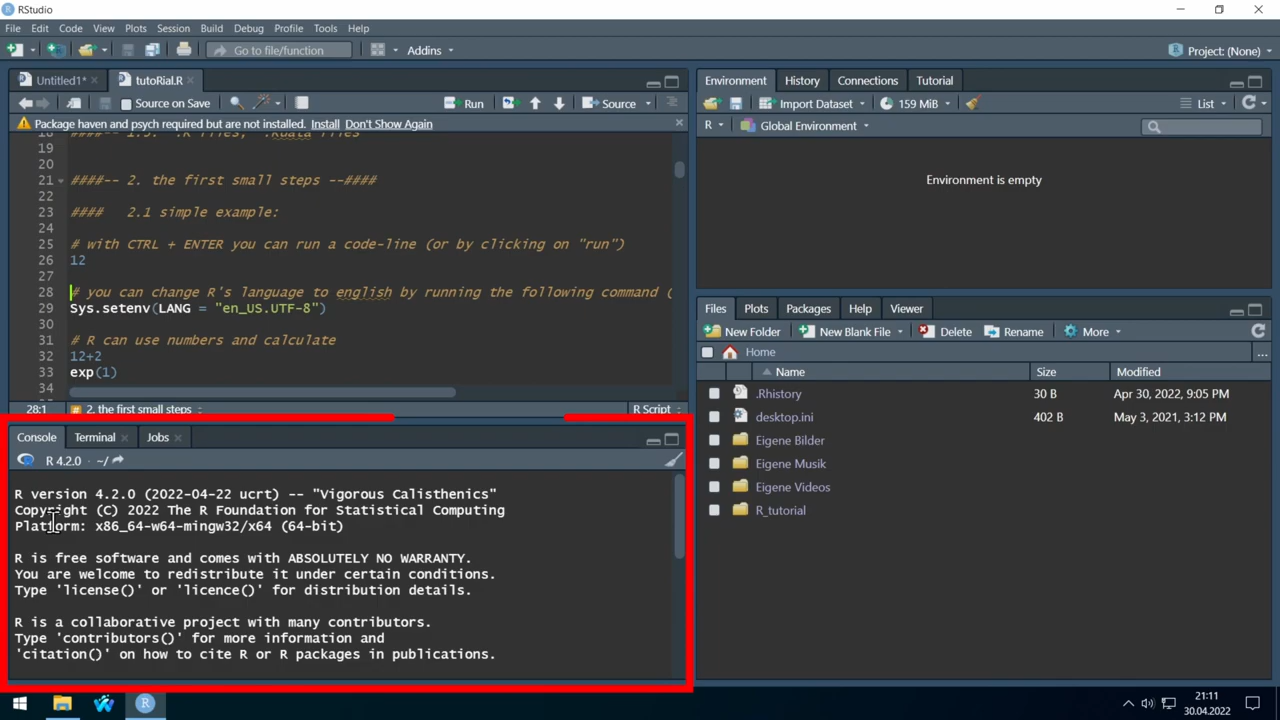 RStudio
File Edit Code View Plots Session Build Debug Profile Tools Help
Go to file/function Addins Project: (None)
Untitled1* tutoRial.R
Source on Save Run Source
Package haven and psych required but are not installed. Install Don't Show Again
18 ####-- 1.3. .R files, .Rdata files
19
20
21 ####-- 2. the first small steps --####
22
23 #### 2.1 simple example:
24
25 # with CTRL + ENTER you can run a code-line (or by clicking on "run")
26 12
27
28 # you can change R's language to english by running the following command (
29 Sys.setenv(LANG = "en_US.UTF-8")
30
31 # R can use numbers and calculate
32 12+2
33 exp(1)
34
28:1 # 2. the first small steps R Script
Console Terminal Jobs
R 4.2.0 · ~/
R version 4.2.0 (2022-04-22 ucrt) -- "Vigorous Calisthenics"
Copyright (C) 2022 The R Foundation for Statistical Computing
Platform: x86_64-w64-mingw32/x64 (64-bit)
R is free software and comes with ABSOLUTELY NO WARRANTY.
You are welcome to redistribute it under certain conditions.
Type 'license()' or 'licence()' for distribution details.
R is a collaborative project with many contributors.
Type 'contributors()' for more information and
'citation()' on how to cite R or R packages in publications.
Environment History Connections Tutorial
Import Dataset 159 MiB List
R Global Environment
Environment is empty
Files Plots Packages Help Viewer
New Folder New Blank File Delete Rename More
Home ...
Name Size Modified
.Rhistory 30 B Apr 30, 2022, 9:05 PM
desktop.ini 402 B May 3, 2021, 3:12 PM
Eigene Bilder
Eigene Musik
Eigene Videos
R_tutorial
21:11
30.04.2022